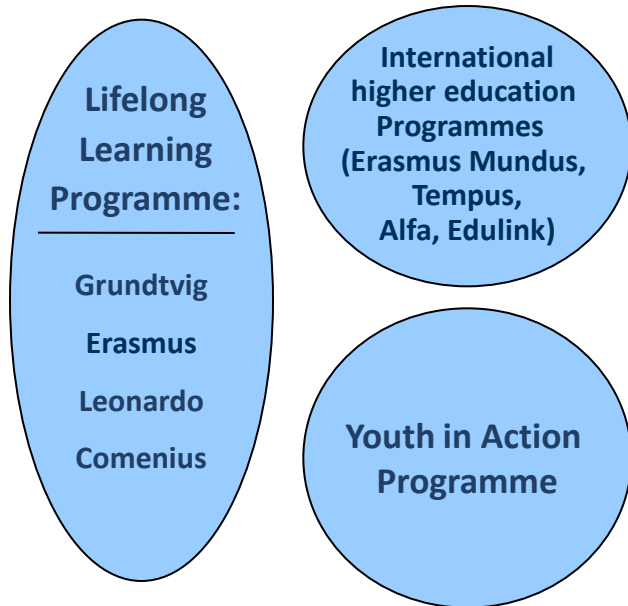 Lifelong
Learning
Programme:
Grundtvig
Erasmus
Leonardo
Comenius
International
higher education
Programmes
(Erasmus Mundus,
Tempus,
Alfa, Edulink)
Youth in Action
Programme